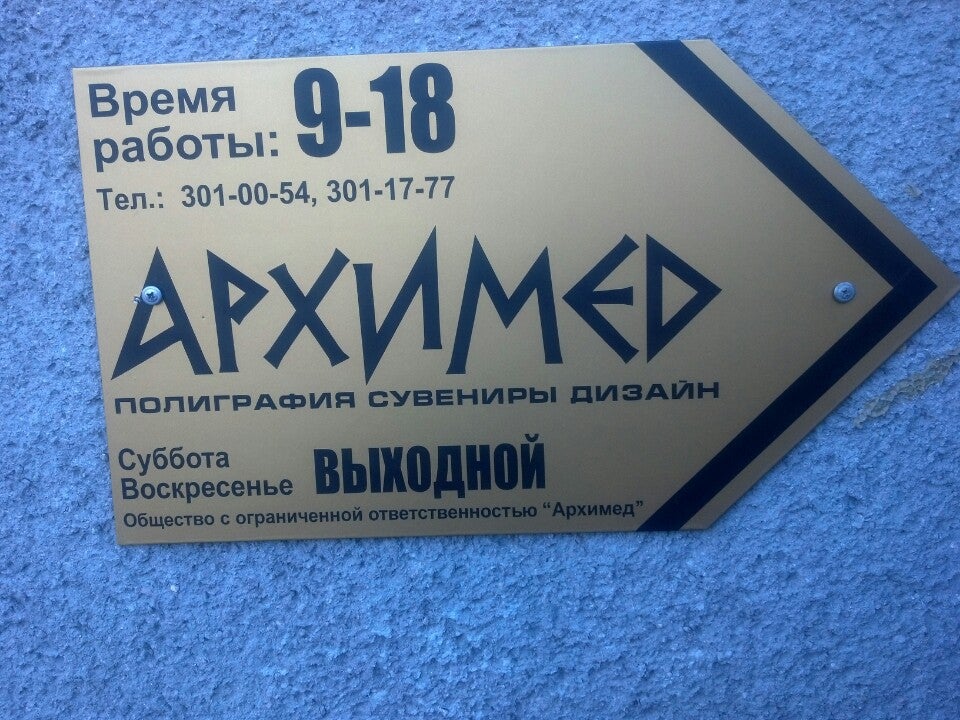 Время
работы: 9-18
Тел.: 301-00-54, 301-17-77
АРХИМЕД
ПОЛИГРАФИЯ СУВЕНИРЫ ДИЗАЙН
Суббота
Воскресенье ВЫХОДНОЙ
Общество с ограниченной ответственностью “Архимед”